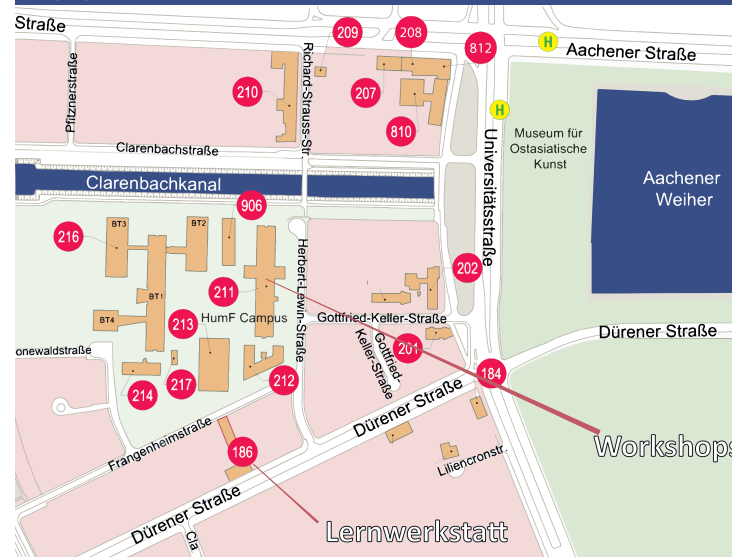 Straße
209
208
812
H
Aachener Straße
Pfitznerstraße
Richard-Strauss-Str.
210
207
H
810
Museum für
Ostasiatische
Kunst
Clarenbachstraße
Universitätsstraße
Clarenbachkanal
Aachener
Weiher
906
BT3
BT2
216
Herbert-Lewin-Straße
202
211
BT1
BT4
213
HumF Campus
Gottfried-Keller-Straße
Dürener Straße
onewaldstraße
201
Gottfried-
Keller-Straße
184
217
212
214
Dürener Straße
Frangenheimstraße
186
Workshops
Liliencronstr.
Dürener Straße
Lernwerkstatt
Cla